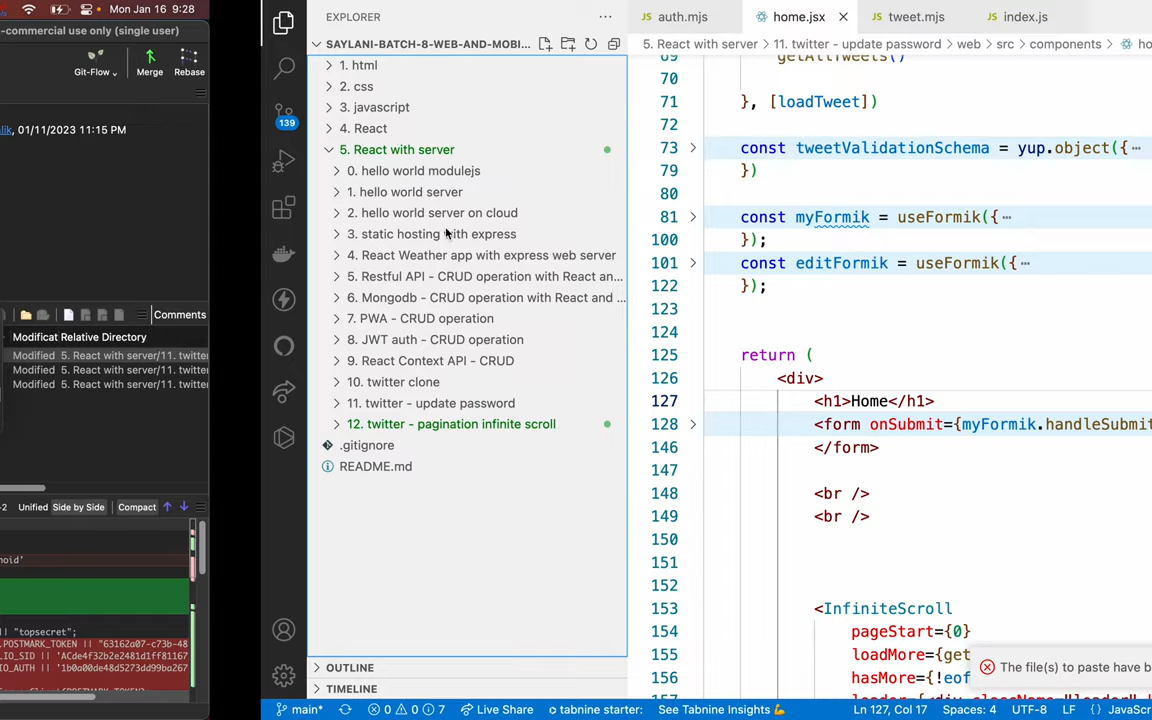 Mon Jan 16 9:28
-commercial use only (single user)
Git-Flow
Merge
Rebase
lik, 01/11/2023 11:15 PM
Comments
Modificat Relative Directory
Modified 5. React with server/11. twitte
Modified 5. React with server/11. twitte
Modified 5. React with server/11. twitte
-2 Unified Side by Side Compact
noid'
|| "topsecret";
.POSTMARK_TOKEN || "63162a07-c73b-48
EXPLORER
SAYLANI-BATCH-8-WEB-AND-MOBI...
1. html
2. css
3. javascript
4. React
5. React with server
0. hello world modulejs
1. hello world server
2. hello world server on cloud
3. static hosting with express
4. React Weather app with express web server
5. Restful API - CRUD operation with React an...
6. Mongodb - CRUD operation with React and ...
7. PWA - CRUD operation
8. JWT auth - CRUD operation
9. React Context API - CRUD
10. twitter clone
11. twitter - update password
12. twitter - pagination infinite scroll
.gitignore
README.md
OUTLINE
TIMELINE
139
JS auth.mjs
home.jsx
JS tweet.mjs
JS index.js
5. React with server > 11. twitter - update password > web > src > components > ho
69 getAllTweets()
70
71 }, [loadTweet])
72
73 const tweetValidationSchema = yup.object({
79 })
80
81 const myFormik = useFormik({
100 });
101 const editFormik = useFormik({
122 });
123
124
125 return (
126 <div>
127 <h1>Home</h1>
128 <form onSubmit={myFormik.handleSubmit
146 </form>
147
148 <br />
149 <br />
150
151
152
153 <InfiniteScroll
154 pageStart={0}
155 loadMore={get
156 hasMore={!eof
The file(s) to paste have b
main* 0 0 7 Live Share tabnine starter: See Tabnine Insights Ln 127, Col 17 Spaces: 4 UTF-8 LF {} JavaScr